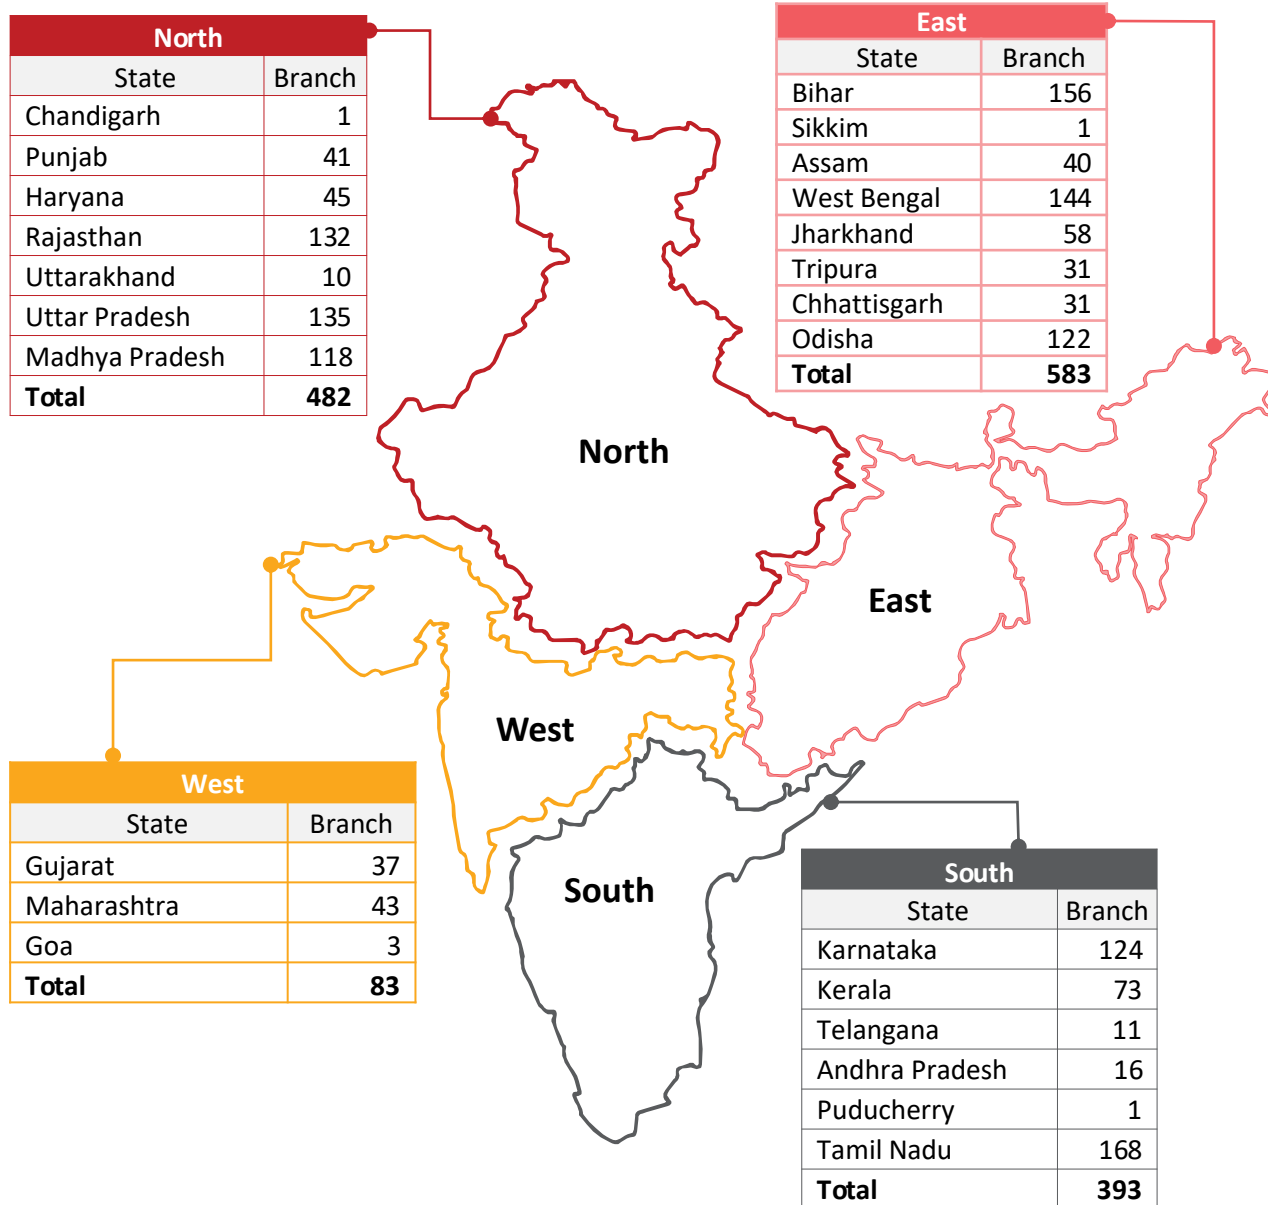 North
State Branch
Chandigarh 1
Punjab 41
Haryana 45
Rajasthan 132
Uttarakhand 10
Uttar Pradesh 135
Madhya Pradesh 118
Total 482
East
State Branch
Bihar 156
Sikkim 1
Assam 40
West Bengal 144
Jharkhand 58
Tripura 31
Chhattisgarh 31
Odisha 122
Total 583
North
East
West
South
West
State Branch
Gujarat 37
Maharashtra 43
Goa 3
Total 83
South
State Branch
Karnataka 124
Kerala 73
Telangana 11
Andhra Pradesh 16
Puducherry 1
Tamil Nadu 168
Total 393